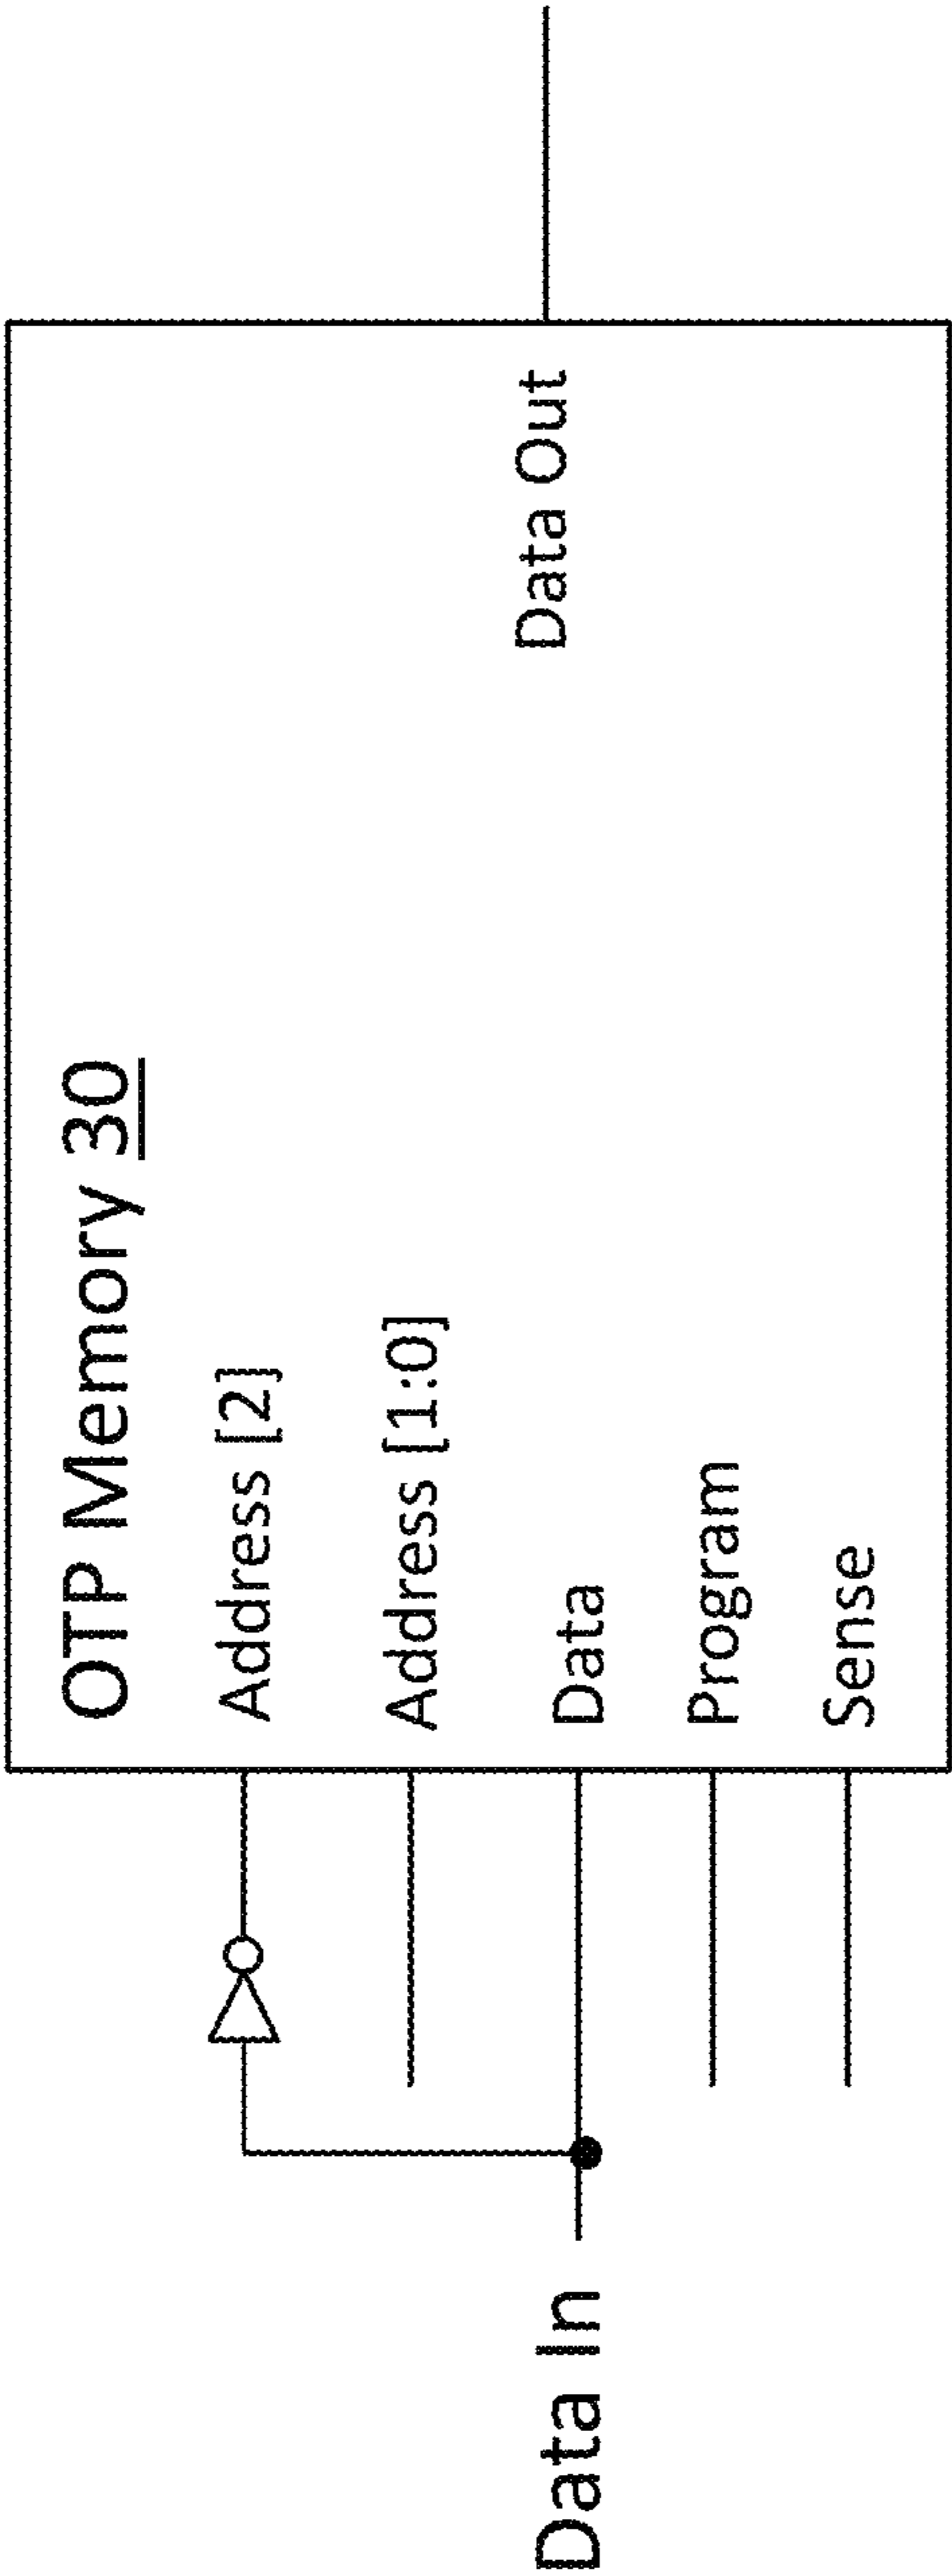 OTP Memory 30
Address [2]
Address [1:0]
Data In
Data
Data Out
Program
Sense